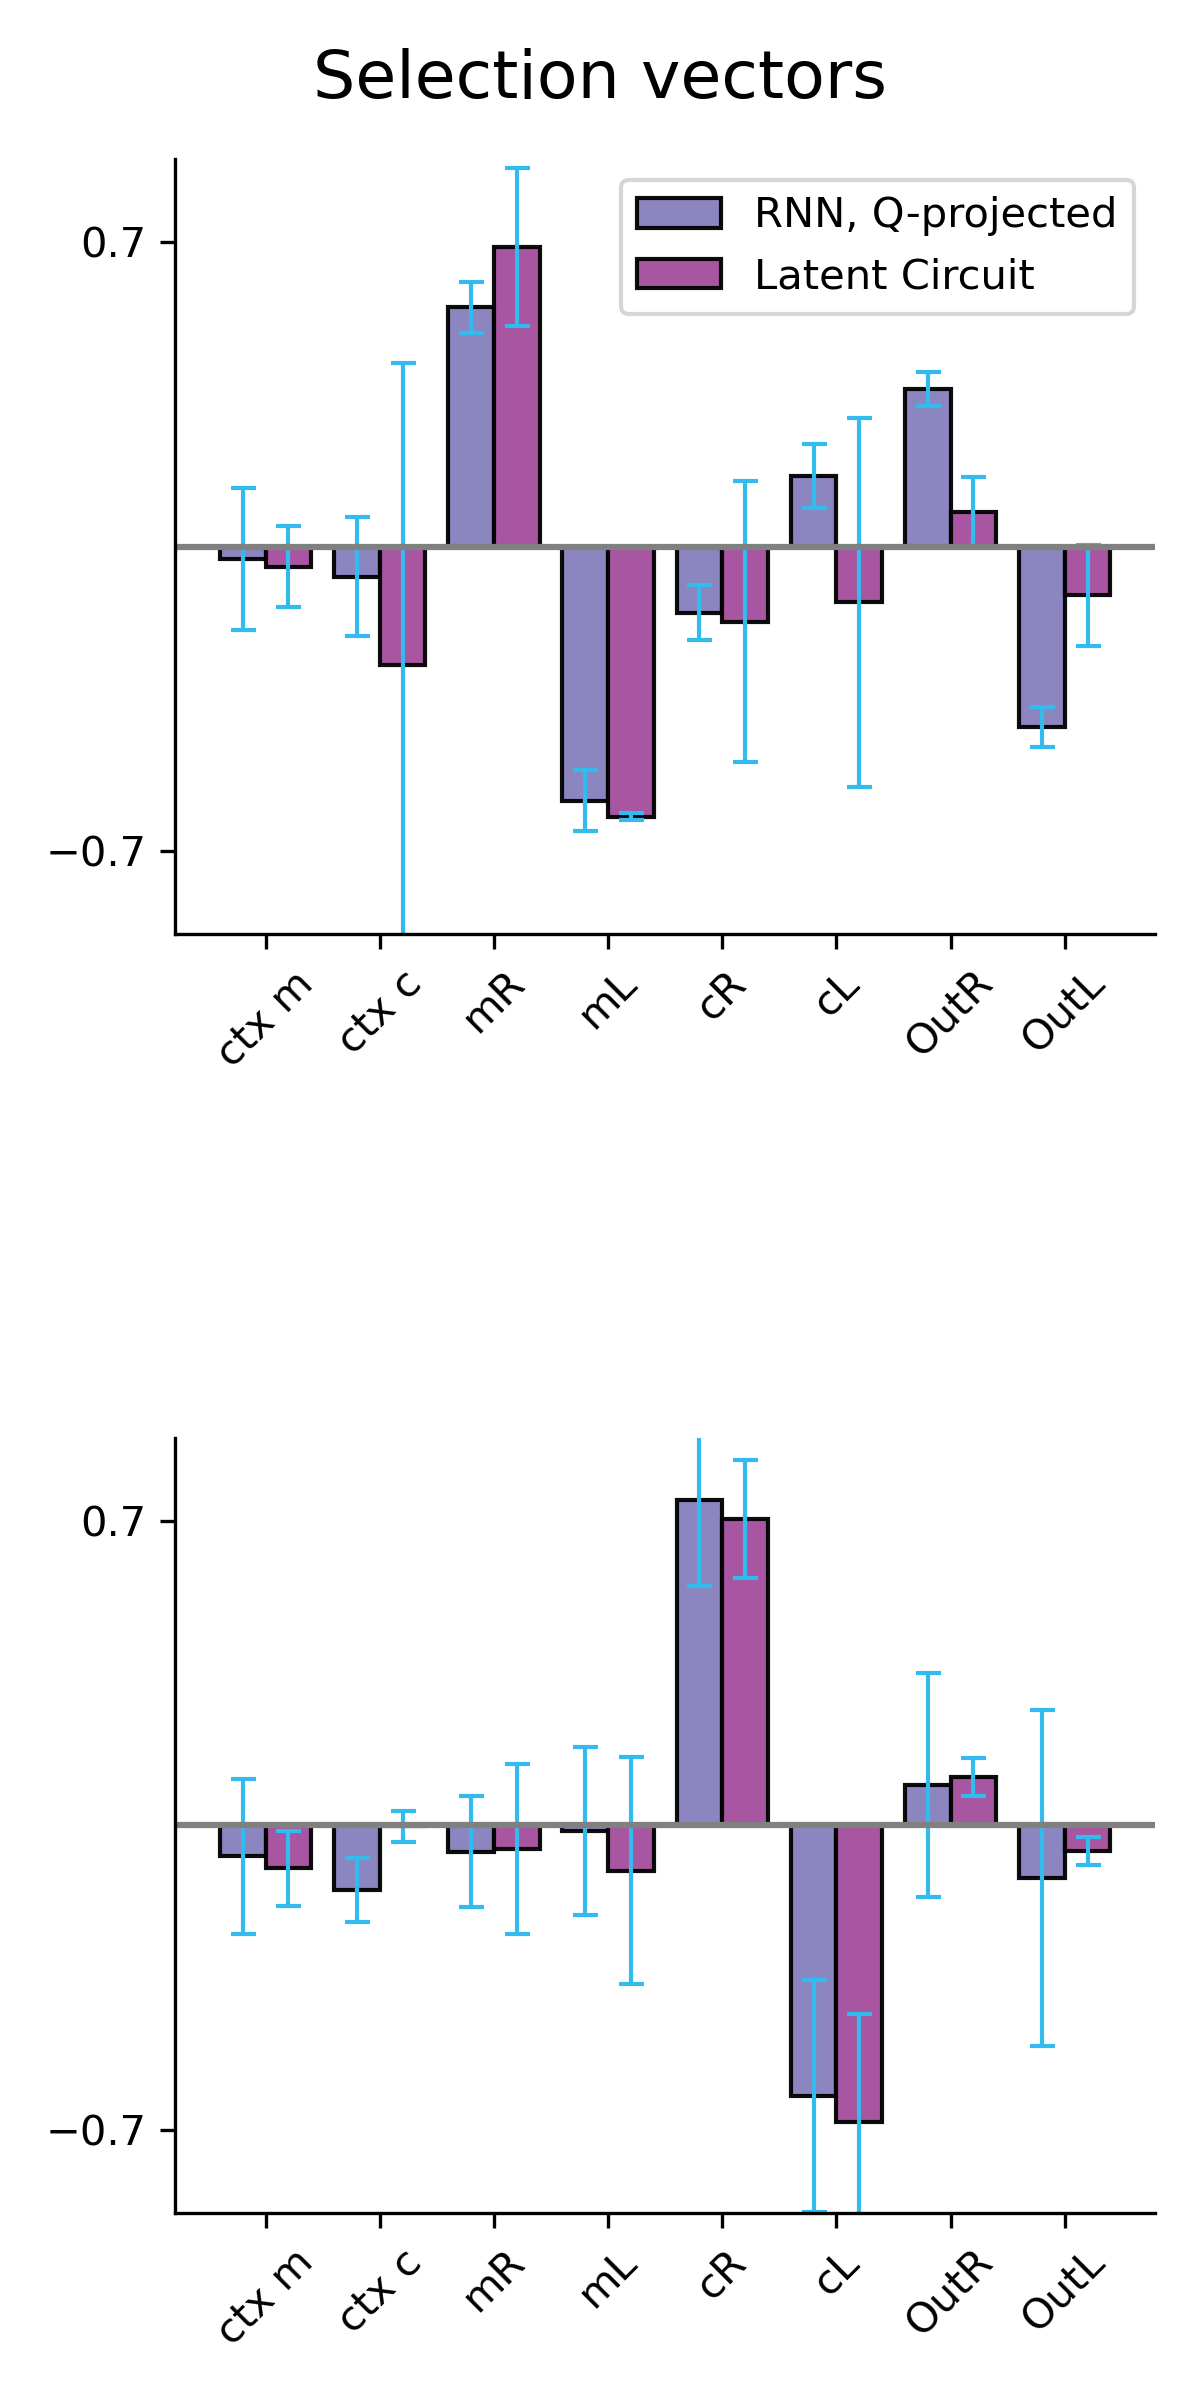 Selection vectors
RNN, Q-projected
Latent Circuit
0.7
−0.7
ctx m
ctx c
mR
mL
cR
cL
OutR
OutL
0.7
−0.7
ctx m
ctx c
mR
mL
cR
cL
OutR
OutL